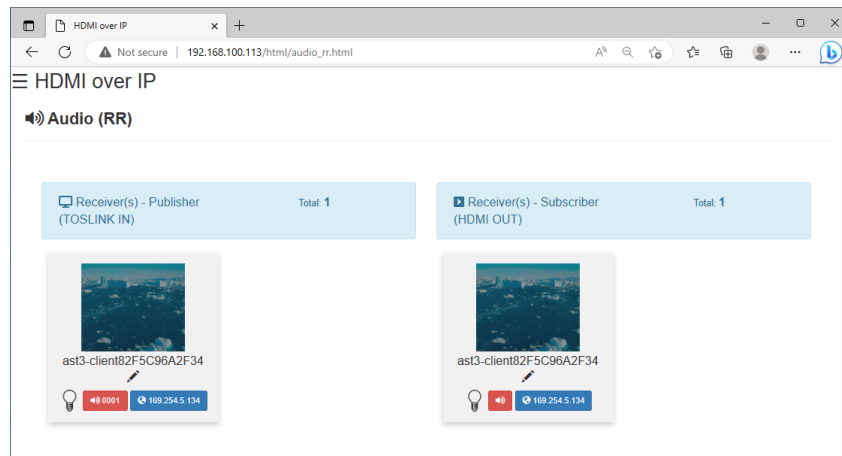 HDMI over IP
Not secure | 192.168.100.113/html/audio_rr.html
HDMI over IP
Audio (RR)
Receiver(s) - Publisher
(TOSLINK IN)
Total: 1
Receiver(s) - Subscriber
(HDMI OUT)
Total: 1
ast3-client82F5C96A2F34
0001
169.254.5.134
ast3-client82F5C96A2F34
169.254.5.134